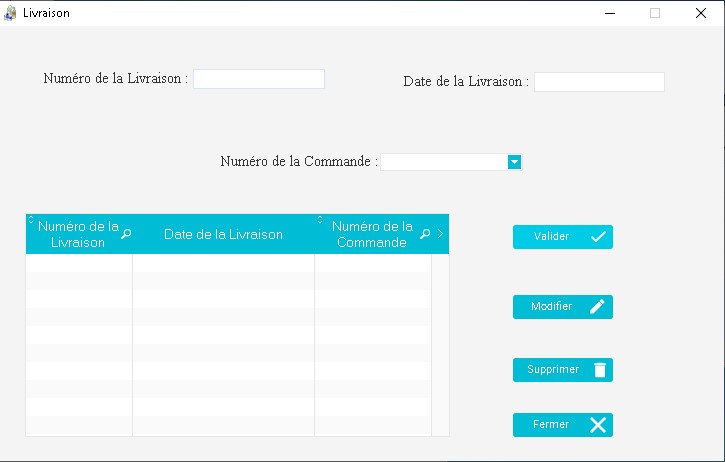 Livraison
Numéro de la Livraison :
Date de la Livraison :
Numéro de la Commande :
Numéro de la
Livraison
Date de la Livraison
Numéro de la
Commande
Valider
Modifier
Supprimer
Fermer